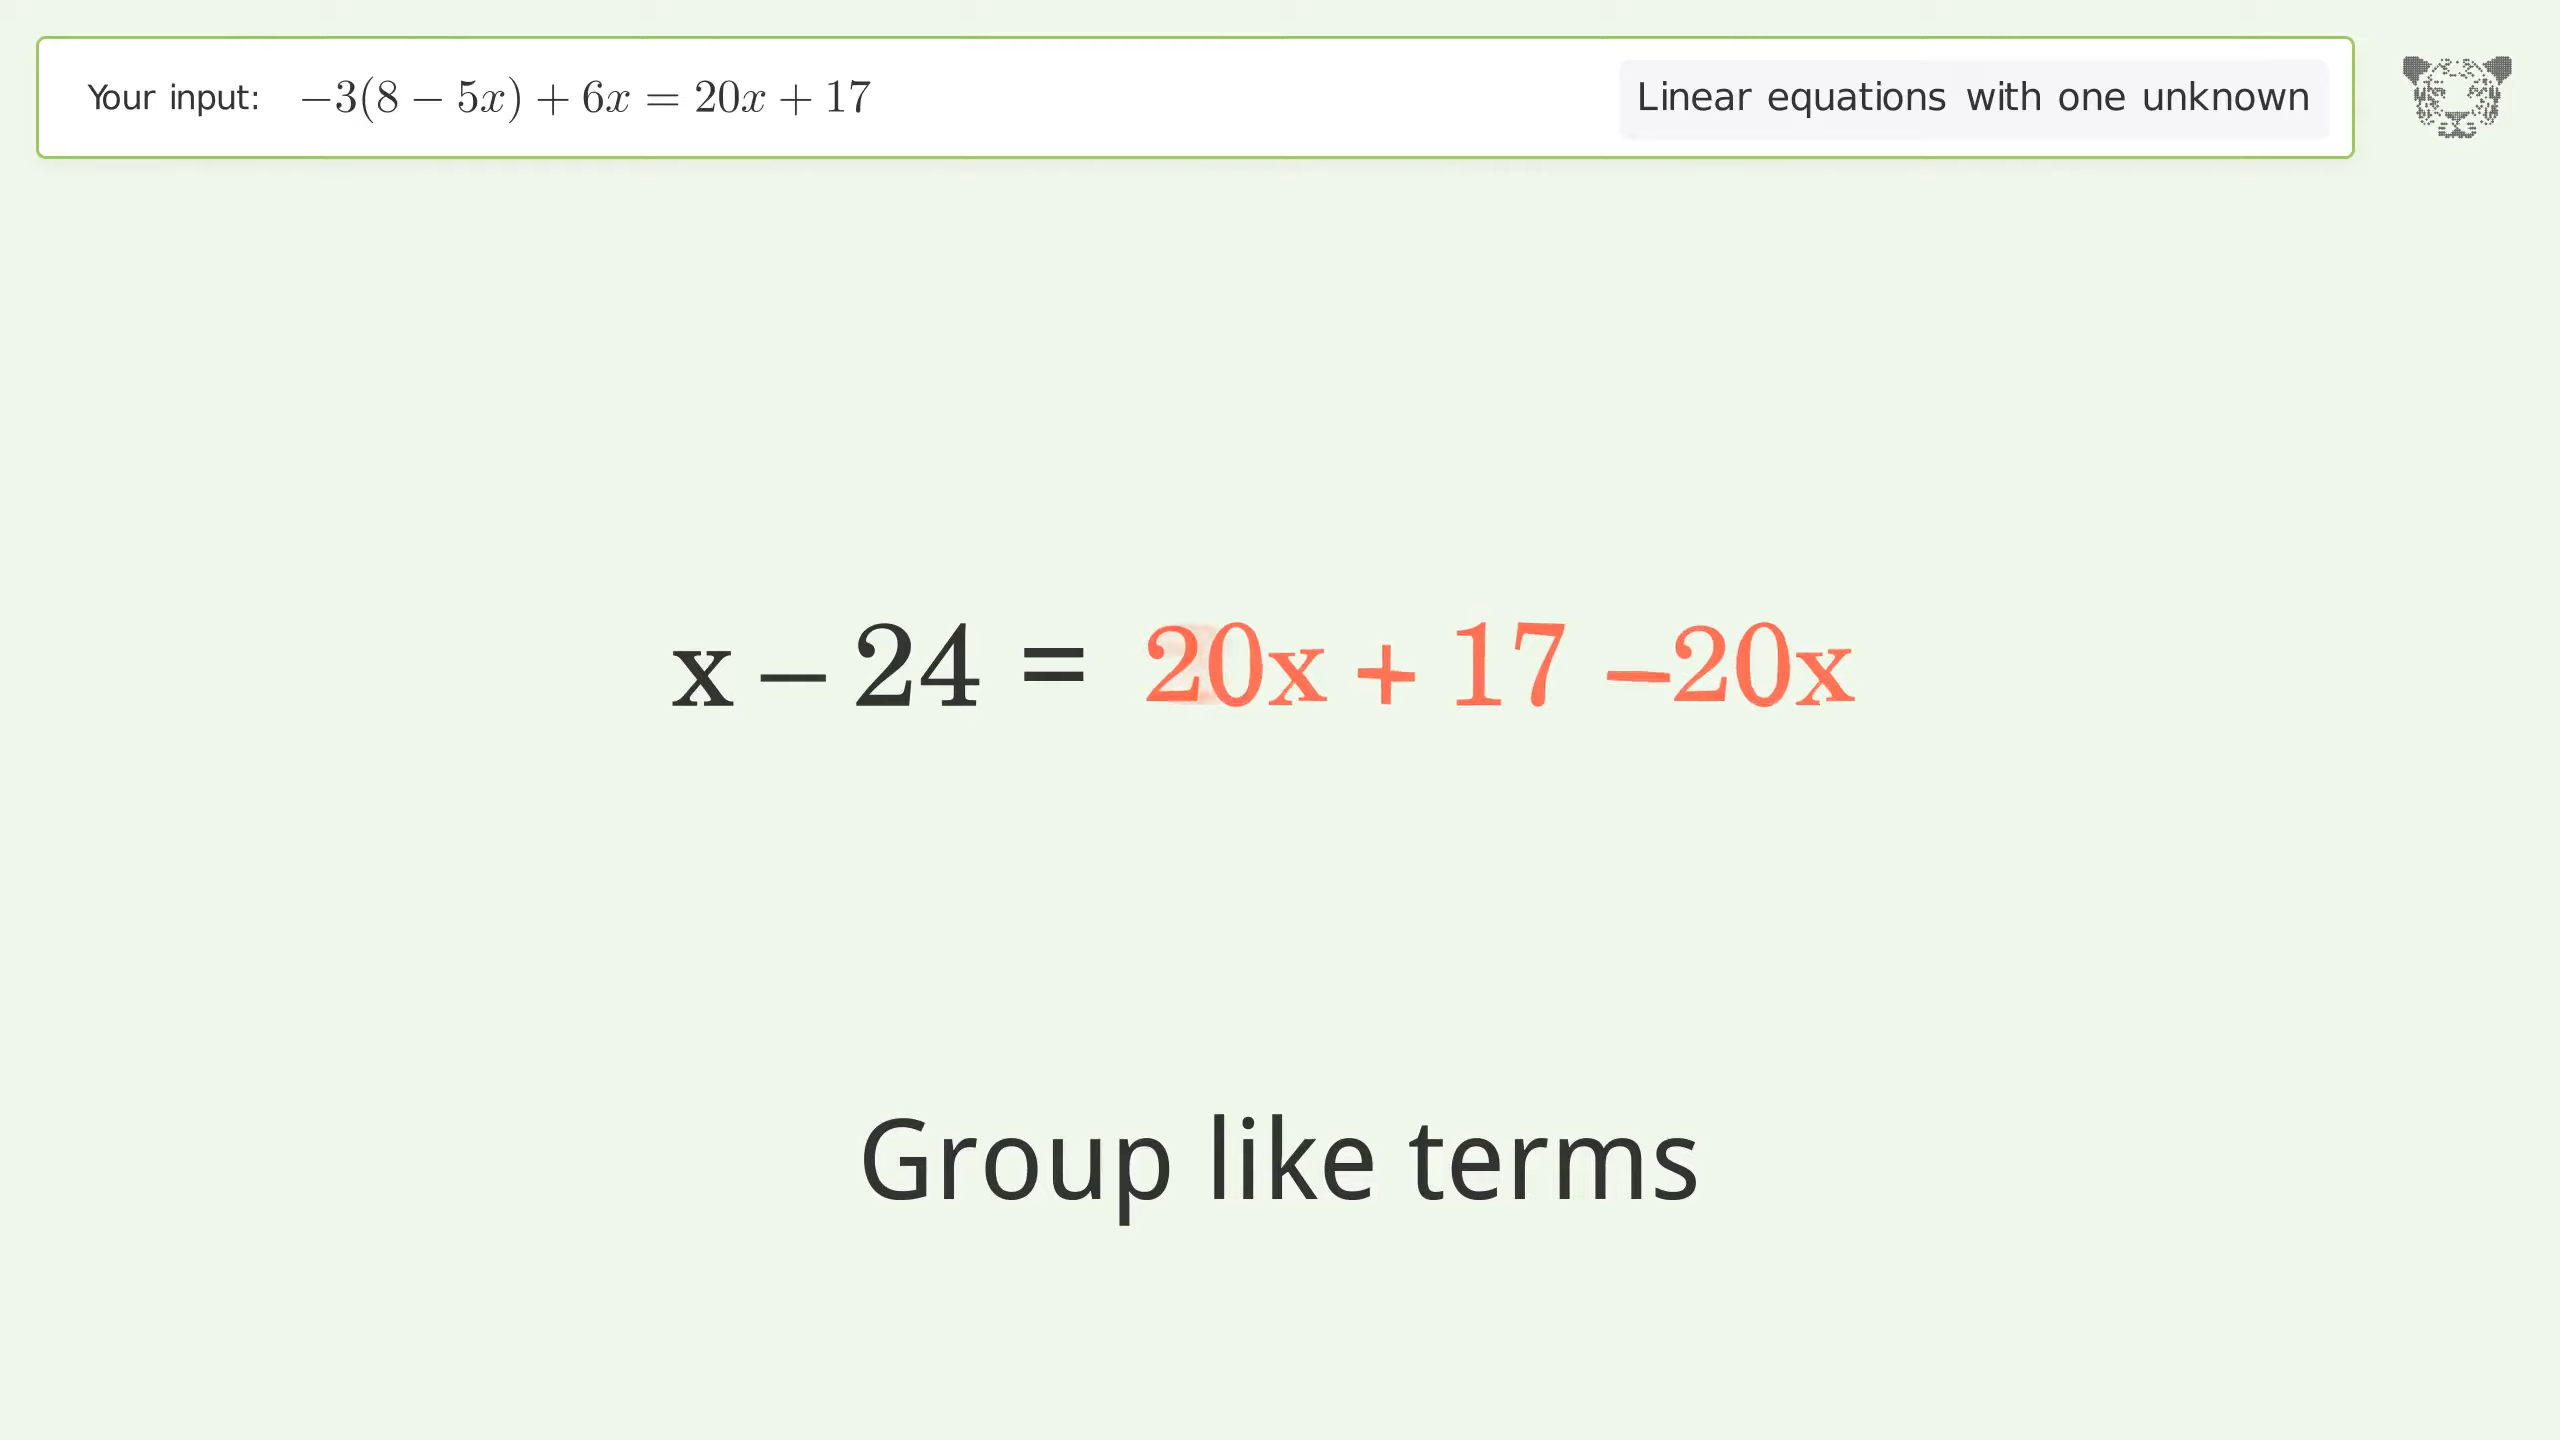 Your input: −3(8 − 5x) + 6x = 20x + 17 Linear equations with one unknown
x – 24 = 20x + 17 –20x
Group like terms